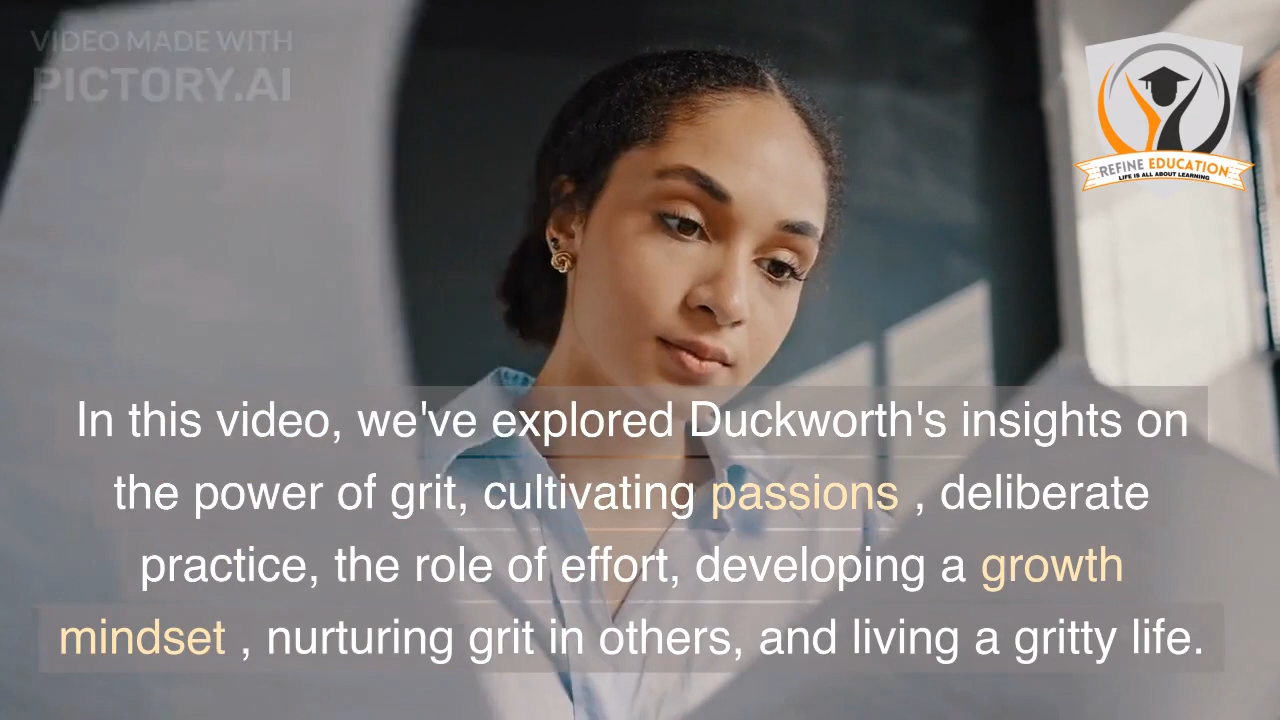 VIDEO MADE WITH
PICTORY.AI
REFINE EDUCATION
LIFE IS ALL ABOUT LEARNING
In this video, we've explored Duckworth's insights on
the power of grit, cultivating passions , deliberate
practice, the role of effort, developing a growth
mindset , nurturing grit in others, and living a gritty life.